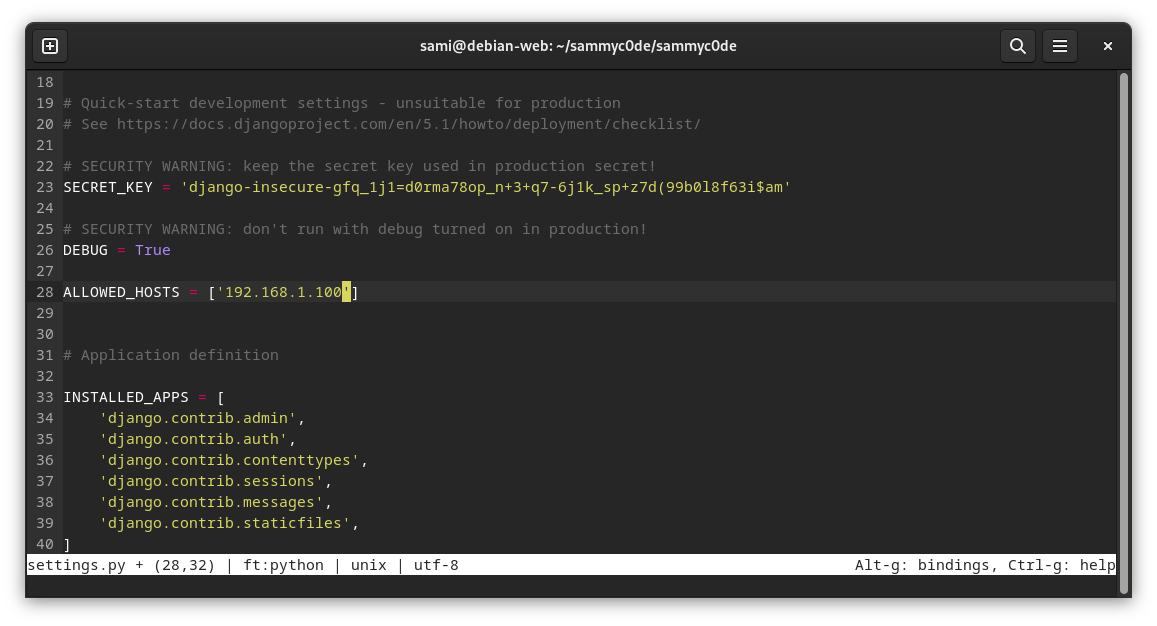 sami@debian-web: ~/sammyc0de/sammyc0de
18
19 # Quick-start development settings - unsuitable for production
20 # See https://docs.djangoproject.com/en/5.1/howto/deployment/checklist/
21
22 # SECURITY WARNING: keep the secret key used in production secret!
23 SECRET_KEY = 'django-insecure-gfq_1j1=d0rma78op_n+3+q7-6j1k_sp+z7d(99b0l8f63i$am'
24
25 # SECURITY WARNING: don't run with debug turned on in production!
26 DEBUG = True
27
28 ALLOWED_HOSTS = ['192.168.1.100']
29
30
31 # Application definition
32
33 INSTALLED_APPS = [
34     'django.contrib.admin',
35     'django.contrib.auth',
36     'django.contrib.contenttypes',
37     'django.contrib.sessions',
38     'django.contrib.messages',
39     'django.contrib.staticfiles',
40 ]
settings.py + (28,32) | ft:python | unix | utf-8 Alt-g: bindings, Ctrl-g: help